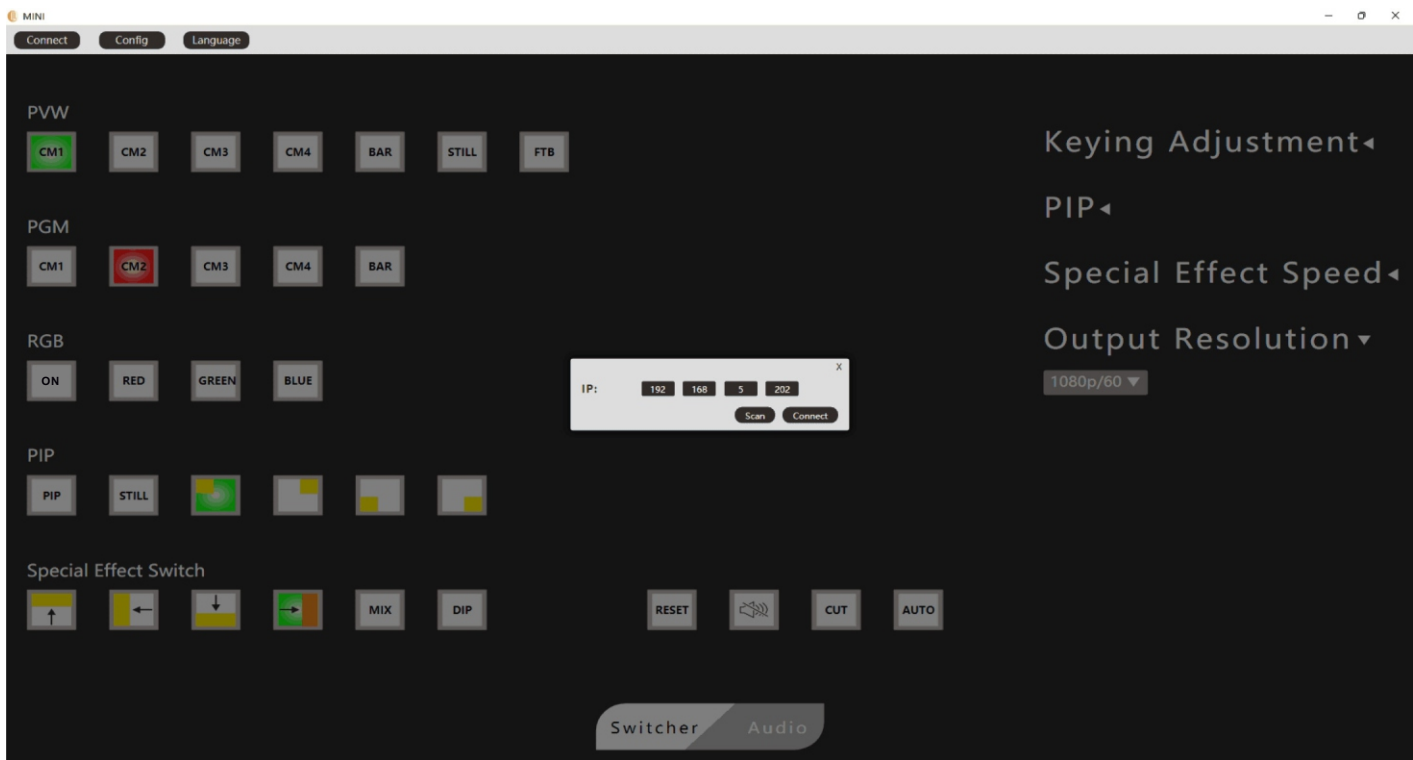 MINI
Connect Config Language
PVW
CM1 CM2 CM3 CM4 BAR STILL FTB
Keying Adjustment
PIP
PGM
CM1 CM2 CM3 CM4 BAR
Special Effect Speed
Output Resolution
1080p/60
RGB
ON RED GREEN BLUE
X
IP: 192 168 5 202
Scan Connect
PIP
PIP STILL
Special Effect Switch
MIX DIP RESET CUT AUTO
Switcher Audio